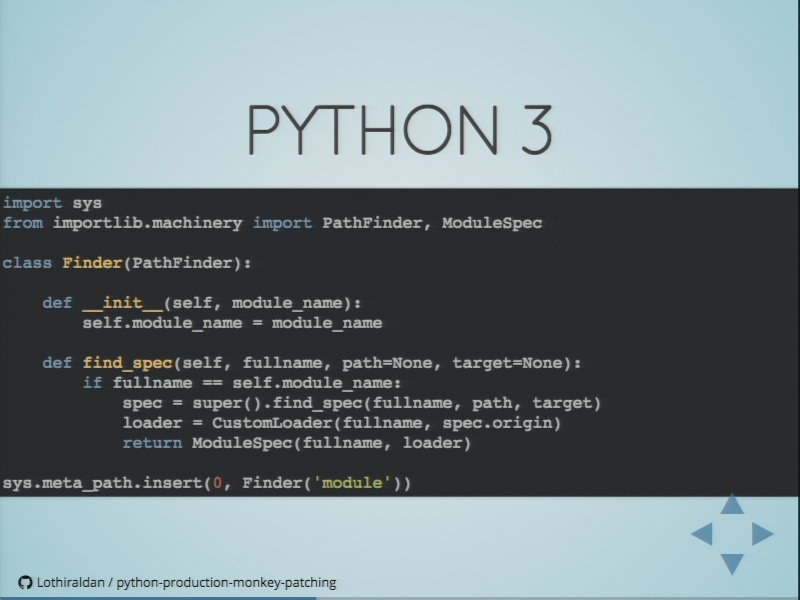 PYTHON 3
import sys
from importlib.machinery import PathFinder, ModuleSpec
class Finder(PathFinder):
    def __init__(self, module_name):
        self.module_name = module_name
    def find_spec(self, fullname, path=None, target=None):
        if fullname == self.module_name:
            spec = super().find_spec(fullname, path, target)
            loader = CustomLoader(fullname, spec.origin)
            return ModuleSpec(fullname, loader)
sys.meta_path.insert(0, Finder('module'))
Lothiraldan / python-production-monkey-patching